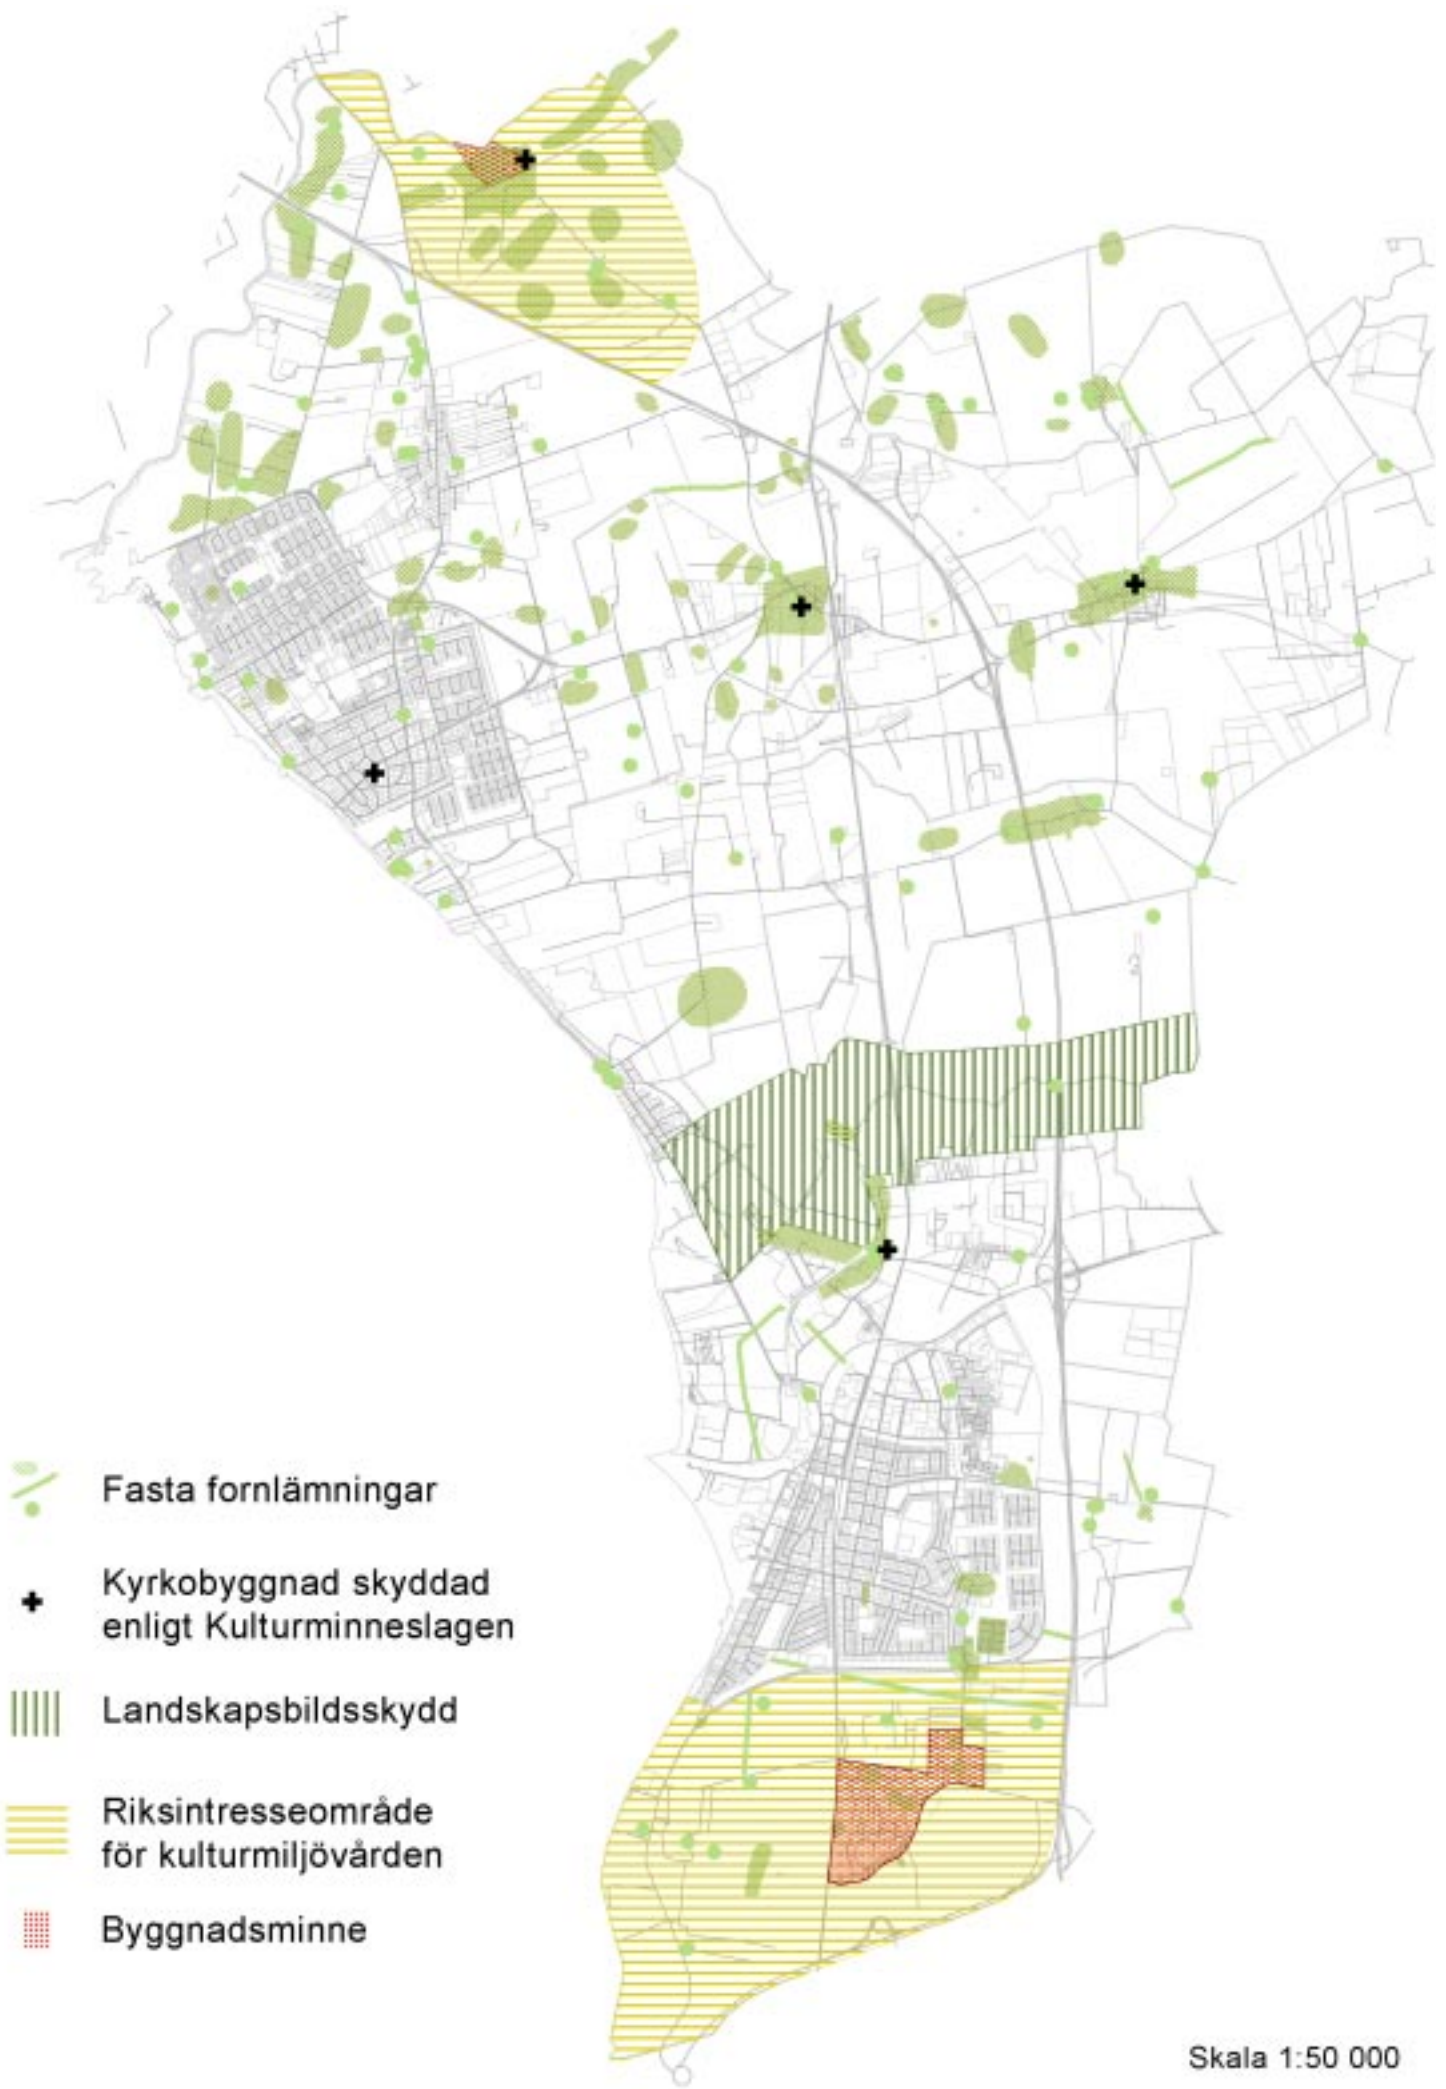 Fasta fornlämningar
Kyrkobyggnad skyddad
enligt Kulturminneslagen
Landskapsbildsskydd
Riksintresseområde
för kulturmiljövården
Byggnadsminne
Skala 1:50 000